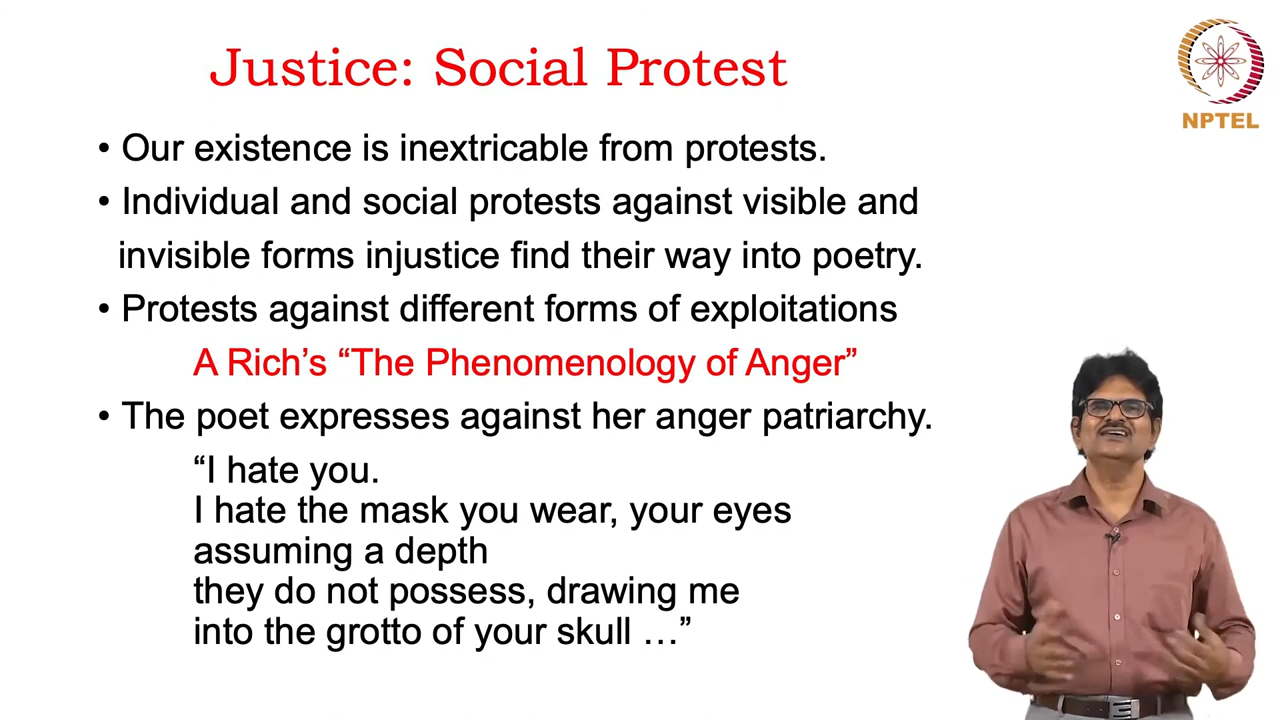 Justice: Social Protest
NPTEL
• Our existence is inextricable from protests.
• Individual and social protests against visible and
invisible forms injustice find their way into poetry.
• Protests against different forms of exploitations
A Rich’s “The Phenomenology of Anger”
• The poet expresses against her anger patriarchy.
“I hate you.
I hate the mask you wear, your eyes
assuming a depth
they do not possess, drawing me
into the grotto of your skull …”